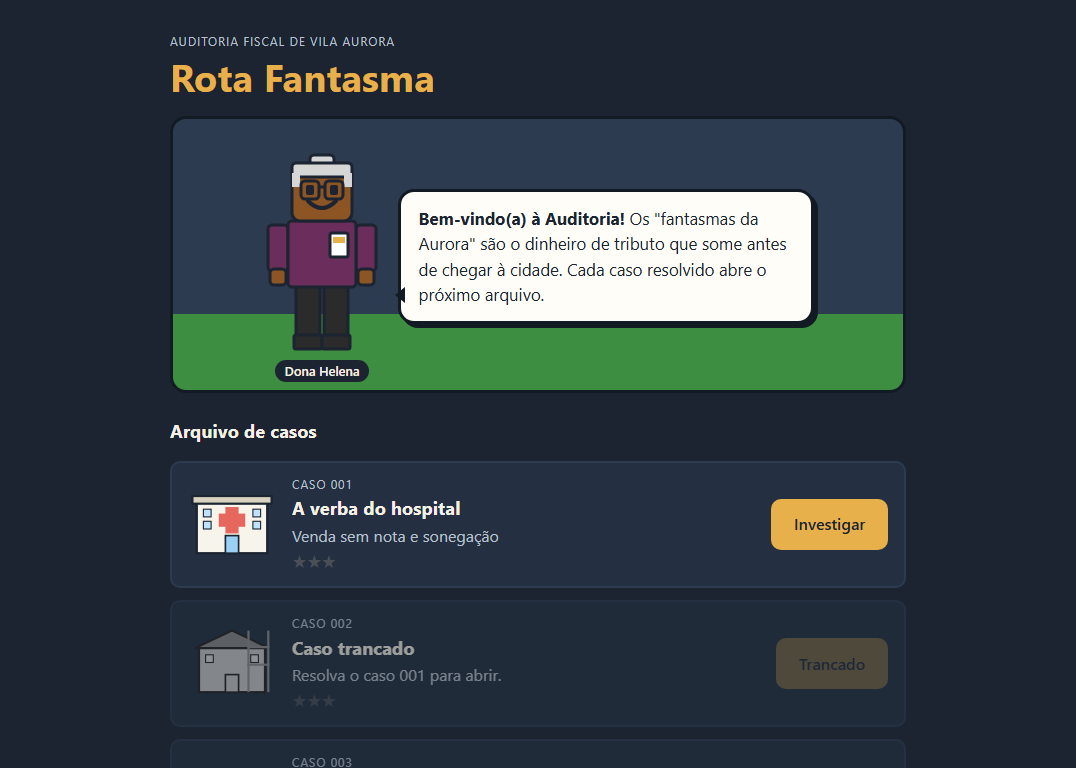 AUDITORIA FISCAL DE VILA AURORA
Rota Fantasma
Bem-vindo(a) à Auditoria! Os "fantasmas da
Aurora" são o dinheiro de tributo que some antes
de chegar à cidade. Cada caso resolvido abre o
próximo arquivo.
Dona Helena
Arquivo de casos
CASO 001
A verba do hospital
Venda sem nota e sonegação
★★★
Investigar
CASO 002
Caso trancado
Resolva o caso 001 para abrir.
★★★
Trancado
CASO 003